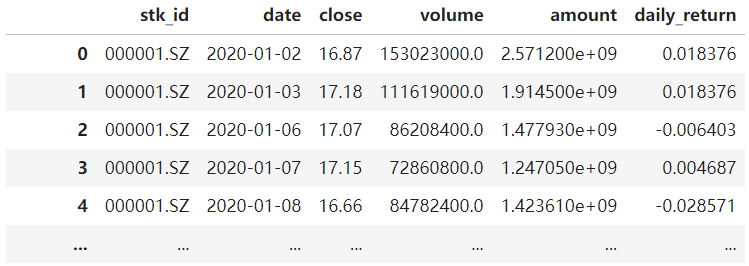 stk_id date close volume amount daily_return
0 000001.SZ 2020-01-02 16.87 153023000.0 2.571200e+09 0.018376
1 000001.SZ 2020-01-03 17.18 111619000.0 1.914500e+09 0.018376
2 000001.SZ 2020-01-06 17.07 86208400.0 1.477930e+09 -0.006403
3 000001.SZ 2020-01-07 17.15 72860800.0 1.247050e+09 0.004687
4 000001.SZ 2020-01-08 16.66 84782400.0 1.423610e+09 -0.028571
... ... ... ... ... ... ...